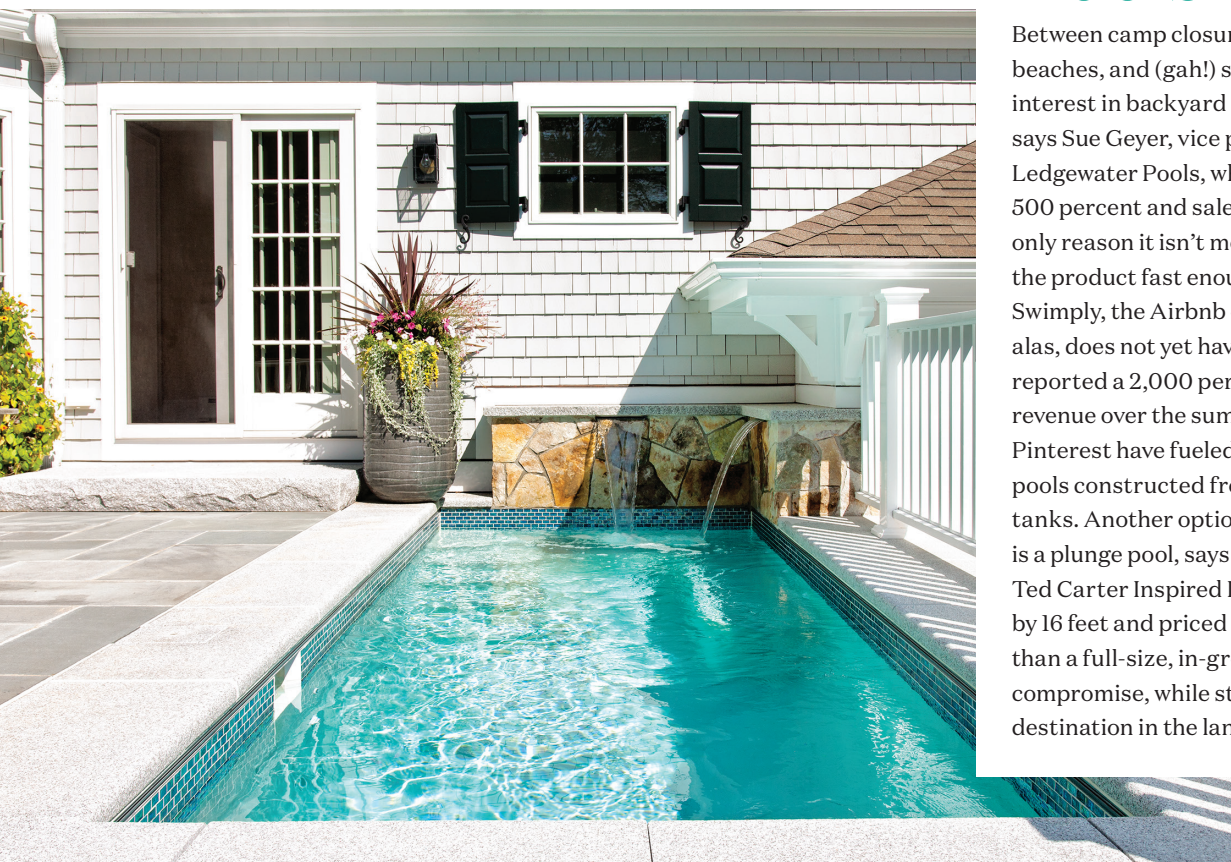 Between camp closur
beaches, and (gah!) s
interest in backyard
says Sue Geyer, vice p
Ledgewater Pools, wh
500 percent and sale
only reason it isn't m
the product fast enou
Swimply, the Airbnb
alas, does not yet hav
reported a 2,000 per
revenue over the sum
Pinterest have fueled
pools constructed fr
tanks. Another optio
is a plunge pool, says
Ted Carter Inspired
by 16 feet and priced
than a full-size, in-gr
compromise, while st
destination in the lan